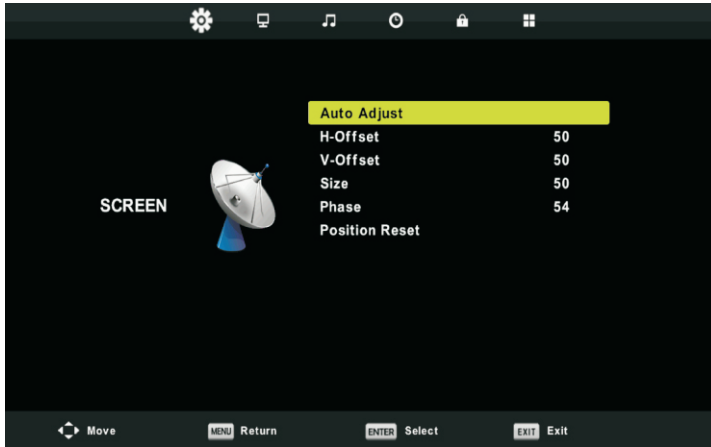 Auto Adjust
H-Offset 50
V-Offset 50
Size 50
SCREEN
Phase 54
Position Reset
Move MENU Return ENTER Select EXIT Exit